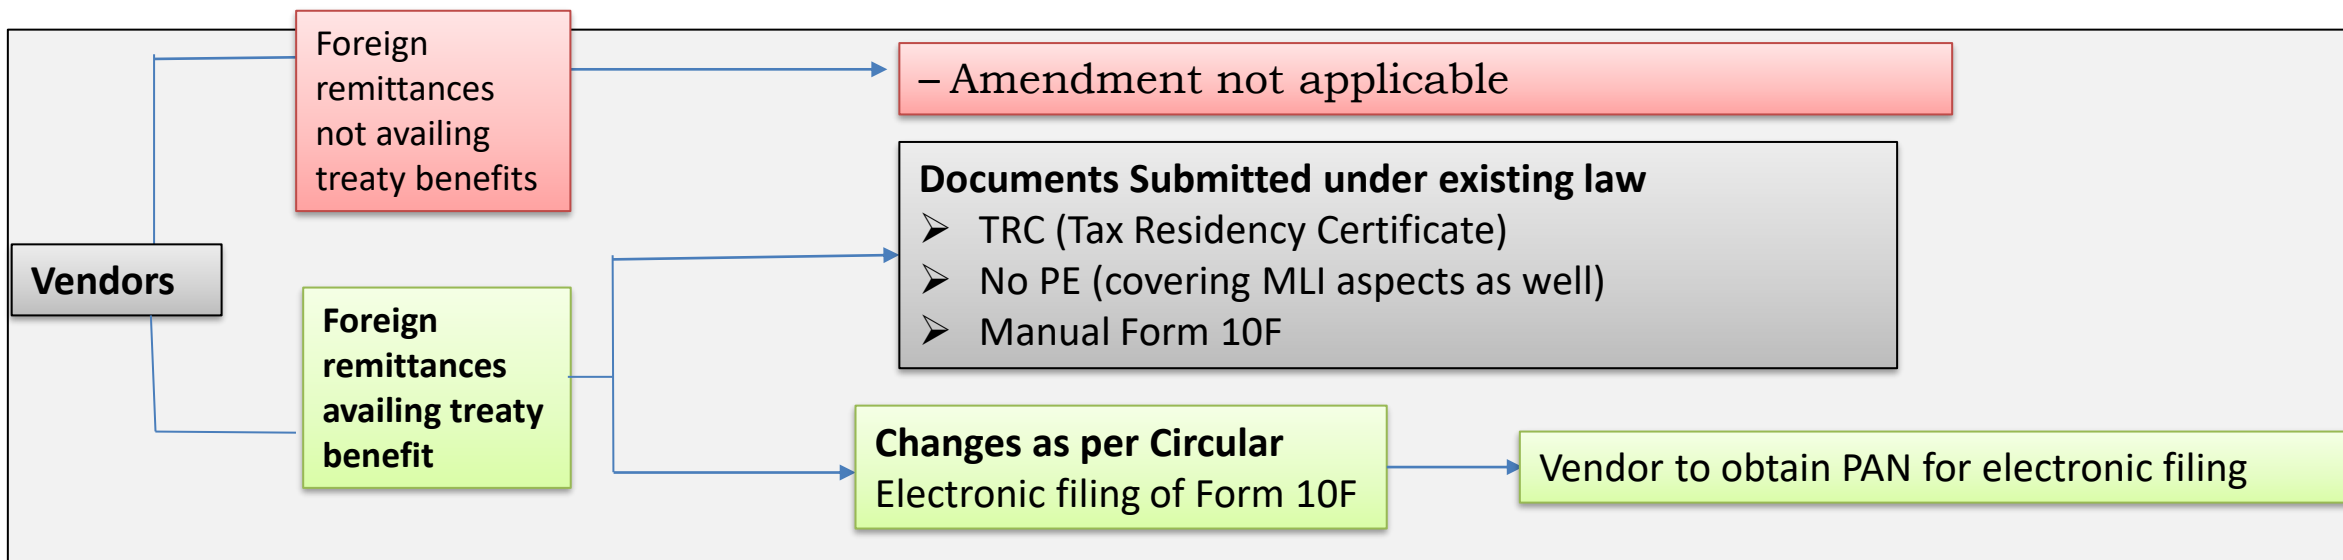 Foreign
remittances
not availing
treaty benefits
– Amendment not applicable
Vendors
Foreign
remittances
availing treaty
benefit
Documents Submitted under existing law
➢ TRC (Tax Residency Certificate)
➢ No PE (covering MLI aspects as well)
➢ Manual Form 10F
Changes as per Circular
Electronic filing of Form 10F
Vendor to obtain PAN for electronic filing